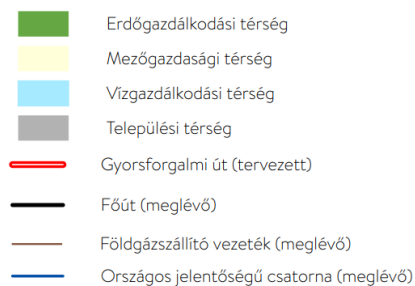 Erdőgazdálkodási térség
Mezőgazdasági térség
Vízgazdálkodási térség
Települési térség
Gyorsforgalmi út (tervezett)
Főút (meglévő)
Földgázszállító vezeték (meglévő)
Országos jelentőségű csatorna (meglévő)